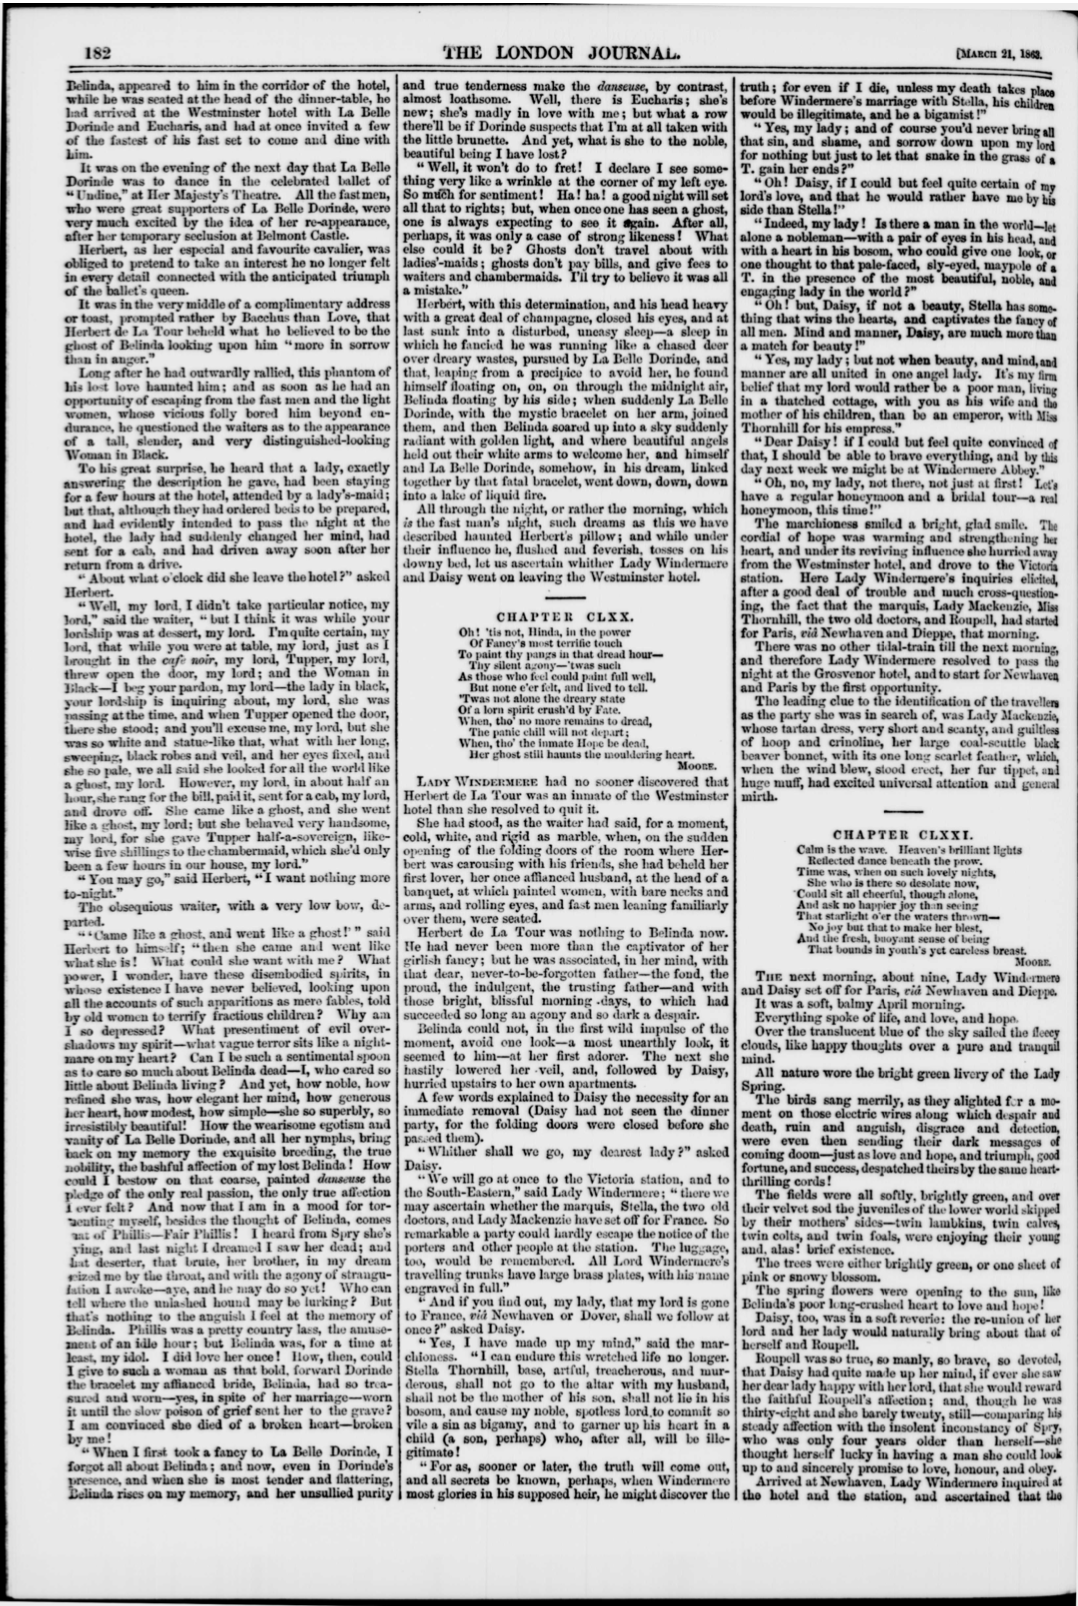 182
THE LONDON JOURNAL.
[MARCH 21, 1863.
Belinda, appeared to him in the corridor of the hotel,
while he was seated at the head of the dinner-table, he
had arrived at the Westminster hotel with La Belle
Dorinde and Eucharis, and had at once invited a few
of the fastest of his fast set to come and dine with
him.
It was on the evening of the next day that La Belle
Dorinde was to dance in the celebrated ballet of
"Undine," at Her Majesty's Theatre. All the fast men,
who were great supporters of La Belle Dorinde, were
very much excited by the idea of her re-appearance,
after her temporary seclusion at Belmont Castle.
Herbert, as her especial and favourite cavalier, was
obliged to pretend to take an interest he no longer felt
in every detail connected with the anticipated triumph
of the ballet's queen.
It was in the very middle of a complimentary address
or toast, prompted rather by Bacchus than Love, that
Herbert de La Tour beheld what he believed to be the
ghost of Belinda looking upon him "more in sorrow
than in anger."
Long after he had outwardly rallied, this phantom of
his lost love haunted him; and as soon as he had an
opportunity of escaping from the fast men and the light
women, whose vicious folly bored him beyond en-
durance, he questioned the waiters as to the appearance
of a tall, slender, and very distinguished-looking
Woman in Black.
To his great surprise, he heard that a lady, exactly
answering the description he gave, had been staying
for a few hours at the hotel, attended by a lady's-maid;
but that, although they had ordered beds to be prepared,
and had evidently intended to pass the night at the
hotel, the lady had suddenly changed her mind, had
sent for a cab, and had driven away soon after her
return from a drive.
"About what o'clock did she leave the hotel?" asked
Herbert.
"Well, my lord, I didn't take particular notice, my
lord," said the waiter, "but I think it was while your
lordship was at dessert, my lord. I'm quite certain, my
lord, that while you were at table, my lord, just as I
brought in the café noir, my lord, Tupper, my lord,
threw open the door, my lord; and the Woman in
Black—I beg your pardon, my lord—the lady in black,
your lordship is inquiring about, my lord, she was
passing at the time, and when Tupper opened the door,
there she stood; and you'll excuse me, my lord, but she
was so white and statue-like that, what with her long,
sweeping, black robes and veil, and her eyes fixed, and
she so pale, we all said she looked for all the world like
a ghost, my lord. However, my lord, in about half an
hour, she rang for the bill, paid it, sent for a cab, my lord,
and drove off. She came like a ghost, and she went
like a ghost, my lord; but she behaved very handsome,
my lord, for she gave Tupper half-a-sovereign, like-
wise five shillings to the chambermaid, which she'd only
been a few hours in our house, my lord."
"You may go," said Herbert, "I want nothing more
to-night."
The obsequious waiter, with a very low bow, de-
parted.
"'Came like a ghost, and went like a ghost!'" said
Herbert to himself; "then she came and went like
what she is! What could she want with me? What
power, I wonder, have these disembodied spirits, in
whose existence I have never believed, looking upon
all the accounts of such apparitions as mere fables, told
by old women to terrify fractious children? Why am
I so depressed? What presentiment of evil over-
shadows my spirit—what vague terror sits like a night-
mare on my heart? Can I be such a sentimental spoon
as to care so much about Belinda dead—I, who cared so
little about Belinda living? And yet, how noble, how
refined she was, how elegant her mind, how generous
her heart, how modest, how simple—she so superbly, so
irresistibly beautiful! How the wearisome egotism and
vanity of La Belle Dorinde, and all her nymphs, bring
back on my memory the exquisite breeding, the true
nobility, the bashful affection of my lost Belinda! How
could I bestow on that coarse, painted danseuse the
pledge of the only real passion, the only true affection
I ever felt? And now that I am in a mood for tor-
menting myself, besides the thought of Belinda, comes
that of Phillis—Fair Phillis! I heard from Spry she's
dying, and last night I dreamed I saw her dead; and
that deserter, that brute, her brother, in my dream
seized me by the throat, and with the agony of strangu-
lation I awoke—aye, and he may do so yet! Who can
tell where the unlashed hound may be lurking? But
that's nothing to the anguish I feel at the memory of
Belinda. Phillis was a pretty country lass, the amuse-
ment of an idle hour; but Belinda was, for a time at
least, my idol. I did love her once! How, then, could
I give to such a woman as that bold, forward Dorinde
the bracelet my affianced bride, Belinda, had so trea-
sured and worn—yes, in spite of her marriage—worn
it until the slow poison of grief sent her to the grave?
I am convinced she died of a broken heart—broken
by me!
"When I first took a fancy to La Belle Dorinde, I
forgot all about Belinda; and now, even in Dorinde's
presence, and when she is most tender and flattering,
Belinda rises on my memory, and her unsullied purity
and true tenderness make the danseuse, by contrast,
almost loathsome. Well, there is Eucharis; she's
new; she's madly in love with me; but what a row
there'll be if Dorinde suspects that I'm at all taken with
the little brunette. And yet, what is she to the noble,
beautiful being I have lost?
"Well, it won't do to fret! I declare I see some-
thing very like a wrinkle at the corner of my left eye.
So much for sentiment! Ha! ha! a good night will set
all that to rights; but, when once one has seen a ghost,
one is always expecting to see it again. After all,
perhaps, it was only a case of strong likeness! What
else could it be? Ghosts don't travel about with
ladies'-maids; ghosts don't pay bills, and give fees to
waiters and chambermaids. I'll try to believe it was all
a mistake."
Herbert, with this determination, and his head heavy
with a great deal of champagne, closed his eyes, and at
last sunk into a disturbed, uneasy sleep—a sleep in
which he fancied he was running like a chased deer
over dreary wastes, pursued by La Belle Dorinde, and
that, leaping from a precipice to avoid her, he found
himself floating on, on, on through the midnight air,
Belinda floating by his side; when suddenly La Belle
Dorinde, with the mystic bracelet on her arm, joined
them, and then Belinda soared up into a sky suddenly
radiant with golden light, and where beautiful angels
held out their white arms to welcome her, and himself
and La Belle Dorinde, somehow, in his dream, linked
together by that fatal bracelet, went down, down, down
into a lake of liquid fire.
All through the night, or rather the morning, which
is the fast man's night, such dreams as this we have
described haunted Herbert's pillow; and while under
their influence he, flushed and feverish, tosses on his
downy bed, let us ascertain whither Lady Windermere
and Daisy went on leaving the Westminster hotel.
CHAPTER CLXX.
Oh! 'tis not, Hinda, in the power
Of Fancy's most terrific touch
To paint thy pangs in that dread hour—
Thy silent agony—'twas such
As those who feel could paint full well,
But none e'er felt, and lived to tell.
'Twas not alone the dreary state
Of a lorn spirit crush'd by Fate,
When, tho' no more remains to dread,
The panic chill will not depart;
When, tho' the inmate Hope be dead,
Her ghost still haunts the mouldering heart.
MOORE.
LADY WINDERMERE had no sooner discovered that
Herbert de La Tour was an inmate of the Westminster
hotel than she resolved to quit it.
She had stood, as the waiter had said, for a moment,
cold, white, and rigid as marble, when, on the sudden
opening of the folding doors of the room where Her-
bert was carousing with his friends, she had beheld her
first lover, her once affianced husband, at the head of a
banquet, at which painted women, with bare necks and
arms, and rolling eyes, and fast men leaning familiarly
over them, were seated.
Herbert de La Tour was nothing to Belinda now.
He had never been more than the captivator of her
girlish fancy; but he was associated, in her mind, with
that dear, never-to-be-forgotten father—the fond, the
proud, the indulgent, the trusting father—and with
those bright, blissful morning-days, to which had
succeeded so long an agony and so dark a despair.
Belinda could not, in the first wild impulse of the
moment, avoid one look—a most unearthly look, it
seemed to him—at her first adorer. The next she
hastily lowered her veil, and, followed by Daisy,
hurried upstairs to her own apartments.
A few words explained to Daisy the necessity for an
immediate removal (Daisy had not seen the dinner
party, for the folding doors were closed before she
passed them).
"Whither shall we go, my dearest lady?" asked
Daisy.
"We will go at once to the Victoria station, and to
the South-Eastern," said Lady Windermere; "there we
may ascertain whether the marquis, Stella, the two old
doctors, and Lady Mackenzie have set off for France. So
remarkable a party could hardly escape the notice of the
porters and other people at the station. The luggage,
too, would be remembered. All Lord Windermere's
travelling trunks have large brass plates, with his name
engraved in full."
"And if you find out, my lady, that my lord is gone
to France, viâ Newhaven or Dover, shall we follow at
once?" asked Daisy.
"Yes, I have made up my mind," said the mar-
chioness. "I can endure this wretched life no longer.
Stella Thornhill, base, artful, treacherous, and mur-
derous, shall not go to the altar with my husband,
shall not be the mother of his son, shall not lie in his
bosom, and cause my noble, spotless lord to commit so
vile a sin as bigamy, and to garner up his heart in a
child (a son, perhaps) who, after all, will be ille-
gitimate!
"For as, sooner or later, the truth will come out,
and all secrets be known, perhaps, when Windermere
most glories in his supposed heir, he might discover the
truth; for even if I die, unless my death takes place
before Windermere's marriage with Stella, his children
would be illegitimate, and he a bigamist!"
"Yes, my lady; and of course you'd never bring all
that sin, and shame, and sorrow down upon my lord
for nothing but just to let that snake in the grass of a
T. gain her ends?"
"Oh! Daisy, if I could but feel quite certain of my
lord's love, and that he would rather have me by his
side than Stella!"
"Indeed, my lady! Is there a man in the world—let
alone a nobleman—with a pair of eyes in his head, and
with a heart in his bosom, who could give one look, or
one thought to that pale-faced, sly-eyed, maypole of a
T. in the presence of the most beautiful, noble, and
engaging lady in the world?"
"Oh! but, Daisy, if not a beauty, Stella has some-
thing that wins the hearts, and captivates the fancy of
all men. Mind and manner, Daisy, are much more than
a match for beauty!"
"Yes, my lady; but not when beauty, and mind, and
manner are all united in one angel lady. It's my firm
belief that my lord would rather be a poor man, living
in a thatched cottage, with you as his wife and the
mother of his children, than be an emperor, with Miss
Thornhill for his empress."
"Dear Daisy! if I could but feel quite convinced of
that, I should be able to brave everything, and by this
day next week we might be at Windermere Abbey."
"Oh, no, my lady, not there, not just at first! Let's
have a regular honeymoon and a bridal tour—a real
honeymoon, this time!"
The marchioness smiled a bright, glad smile. The
cordial of hope was warming and strengthening her
heart, and under its reviving influence she hurried away
from the Westminster hotel, and drove to the Victoria
station. Here Lady Windermere's inquiries elicited,
after a good deal of trouble and much cross-question-
ing, the fact that the marquis, Lady Mackenzie, Miss
Thornhill, the two old doctors, and Roupell, had started
for Paris, viâ Newhaven and Dieppe, that morning.
There was no other tidal-train till the next morning,
and therefore Lady Windermere resolved to pass the
night at the Grosvenor hotel, and to start for Newhaven
and Paris by the first opportunity.
The leading clue to the identification of the travellers
as the party she was in search of, was Lady Mackenzie,
whose tartan dress, very short and scanty, and guiltless
of hoop and crinoline, her large coal-scuttle black
beaver bonnet, with its one long scarlet feather, which,
when the wind blew, stood erect, her fur tippet, and
huge muff, had excited universal attention and general
mirth.
CHAPTER CLXXI.
Calm is the wave. Heaven's brilliant lights
Reflected dance beneath the prow.
Time was, when on such lovely nights,
She who is there so desolate now,
Could sit all cheerful, though alone,
And ask no happier joy than seeing
That starlight o'er the waters thrown—
No joy but that to make her blest,
And the fresh, buoyant sense of being
That bounds in youth's yet careless breast.
MOORE.
THE next morning, about nine, Lady Windermere
and Daisy set off for Paris, viâ Newhaven and Dieppe.
It was a soft, balmy April morning.
Everything spoke of life, and love, and hope.
Over the translucent blue of the sky sailed the fleecy
clouds, like happy thoughts over a pure and tranquil
mind.
All nature wore the bright green livery of the Lady
Spring.
The birds sang merrily, as they alighted for a mo-
ment on those electric wires along which despair and
death, ruin and anguish, disgrace and detection,
were even then sending their dark messages of
coming doom—just as love and hope, and triumph, good
fortune, and success, despatched theirs by the same heart-
thrilling cords!
The fields were all softly, brightly green, and over
their velvet sod the juveniles of the lower world skipped
by their mothers' sides—twin lambkins, twin calves,
twin colts, and twin foals, were enjoying their young
and, alas! brief existence.
The trees were either brightly green, or one sheet of
pink or snowy blossom.
The spring flowers were opening to the sun, like
Belinda's poor long-crushed heart to love and hope!
Daisy, too, was in a soft reverie: the re-union of her
lord and her lady would naturally bring about that of
herself and Roupell.
Roupell was so true, so manly, so brave, so devoted,
that Daisy had quite made up her mind, if ever she saw
her dear lady happy with her lord, that she would reward
the faithful Roupell's affection; and, though he was
thirty-eight and she barely twenty, still—comparing his
steady affection with the insolent inconstancy of Spry,
who was only four years older than herself—she
thought herself lucky in having a man she could look
up to and sincerely promise to love, honour, and obey.
Arrived at Newhaven, Lady Windermere inquired at
the hotel and the station, and ascertained that the